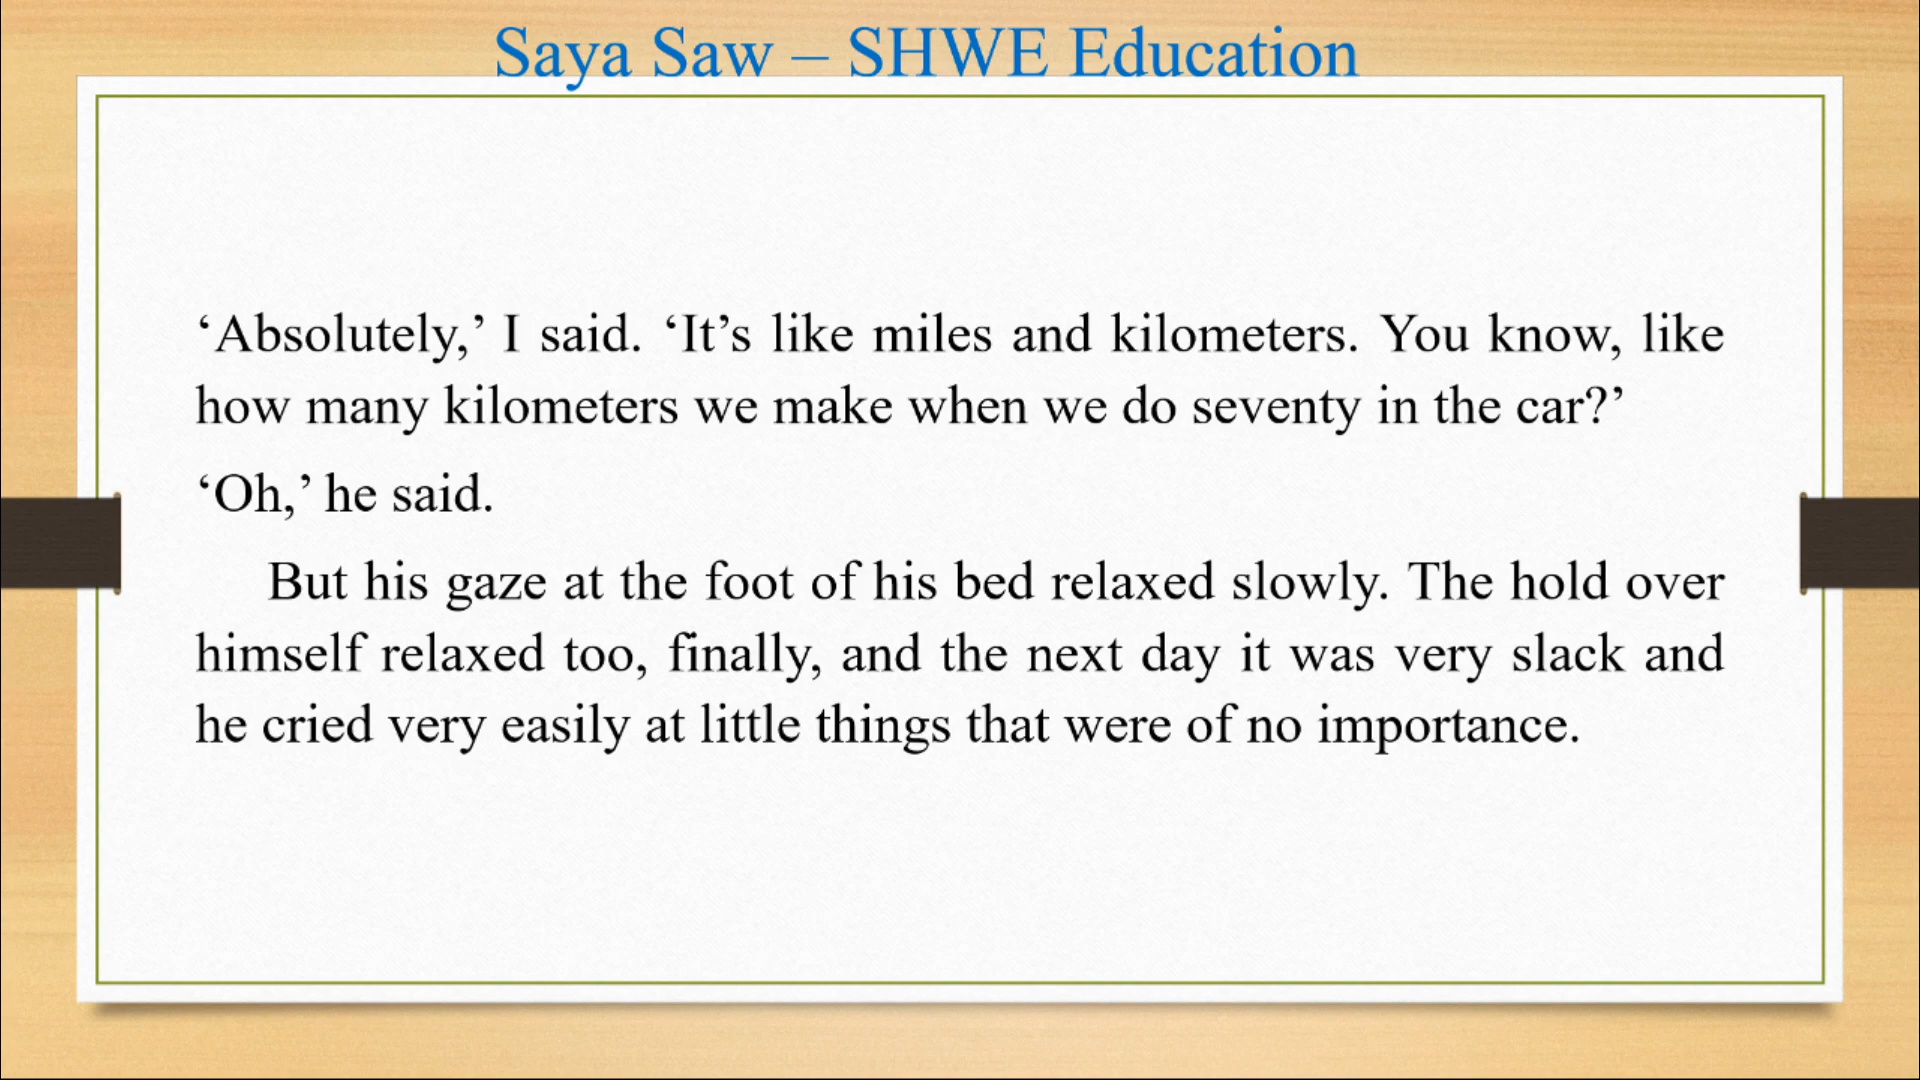 Saya Saw – SHWE Education
‘Absolutely,’ I said. ‘It’s like miles and kilometers. You know, like
how many kilometers we make when we do seventy in the car?’
‘Oh,’ he said.
But his gaze at the foot of his bed relaxed slowly. The hold over
himself relaxed too, finally, and the next day it was very slack and
he cried very easily at little things that were of no importance.